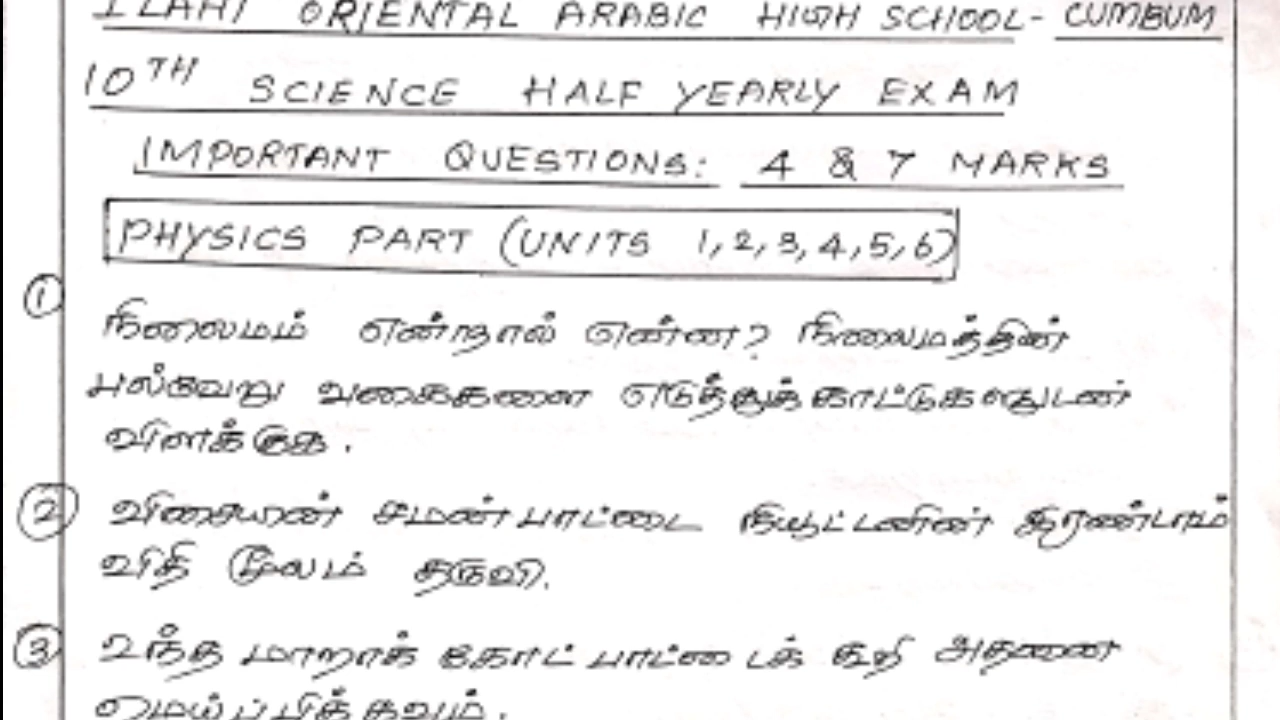 ILAHI ORIENTAL ARABIC HIGH SCHOOL- CUMBUM
10TH SCIENCE HALF YEARLY EXAM
IMPORTANT QUESTIONS: 4 & 7 MARKS
PHYSICS PART (UNITS 1,2,3,4,5,6)
① நிலைமம் என்றால் என்ன? நிலைமத்தின்
பல்வேறு வகைகளை எடுத்துக்காட்டுகளுடன்
விளக்குக.
② விசையன் சமன்பாட்டை நியூட்டனின் இரண்டாம்
விதி மூலம் தருவி.
③ உந்த மாறாக் கோட்பாட்டைக் கூறி அதனை
மெய்ப்பிக்கவும்.